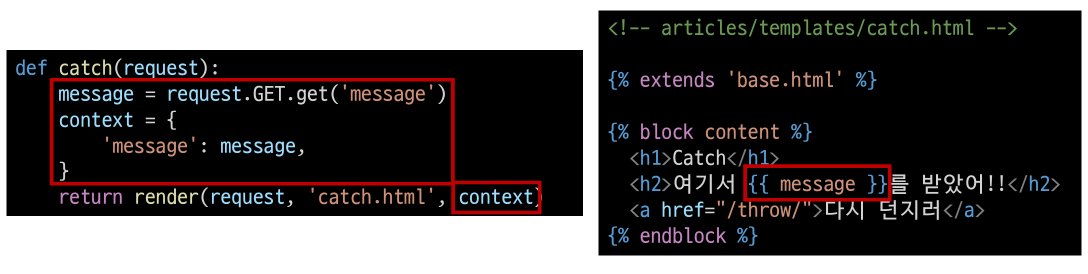 def catch(request):
    message = request.GET.get('message')
    context = {
        'message': message,
    }
    return render(request, 'catch.html', context)
<!-- articles/templates/catch.html -->
{% extends 'base.html' %}
{% block content %}
  <h1>Catch</h1>
  <h2>여기서 {{ message }}를 받았어!!</h2>
  <a href="/throw/">다시 던지러</a>
{% endblock %}